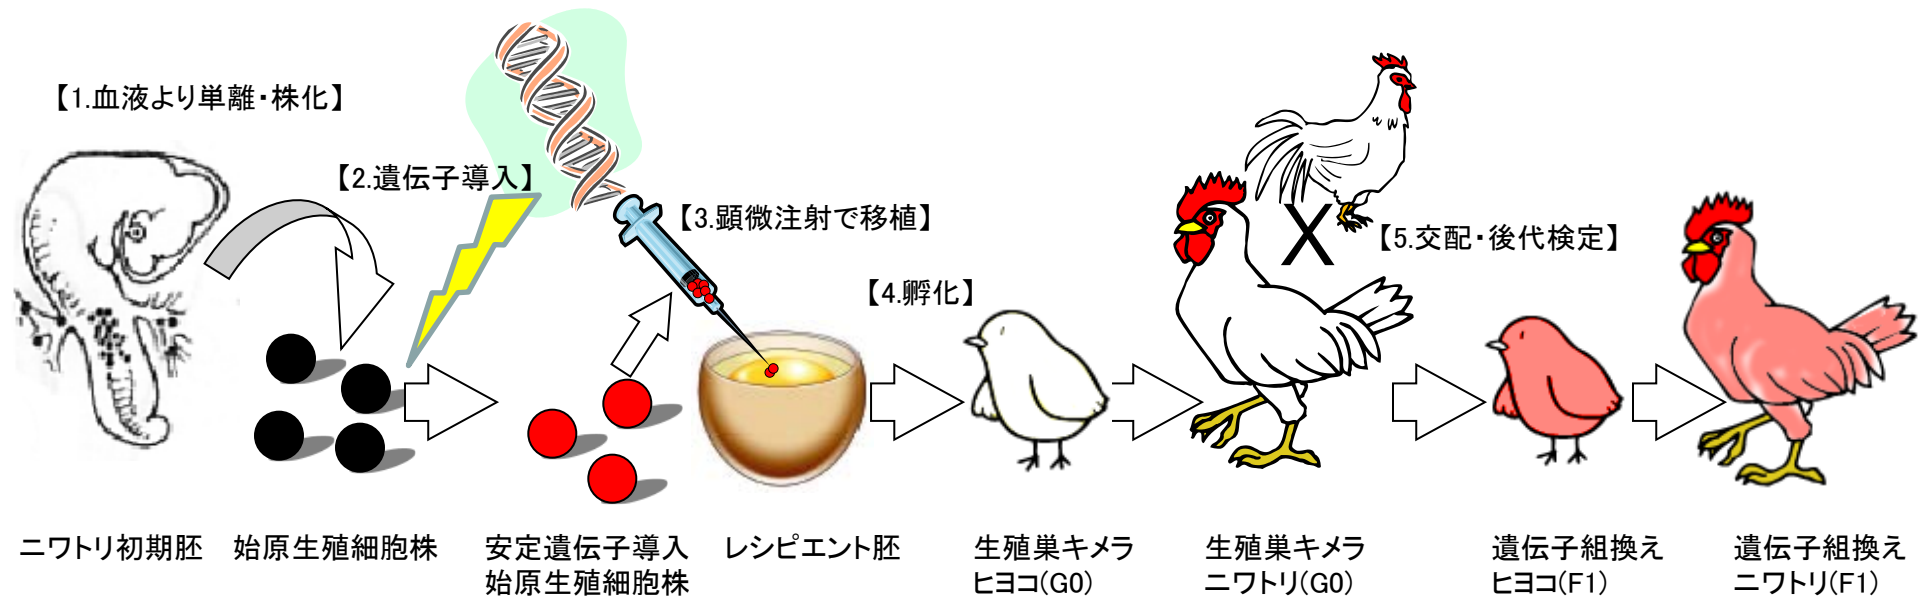 【1.血液より単離・株化】
【2.遺伝子導入】
【3.顕微注射で移植】
【4.孵化】
【5.交配・後代検定】
X
ニワトリ初期胚
始原生殖細胞株
安定遺伝子導入
始原生殖細胞株
レシピエント胚
生殖巣キメラ
ヒヨコ(G0)
生殖巣キメラ
ニワトリ(G0)
遺伝子組換え
ヒヨコ(F1)
遺伝子組換え
ニワトリ(F1)